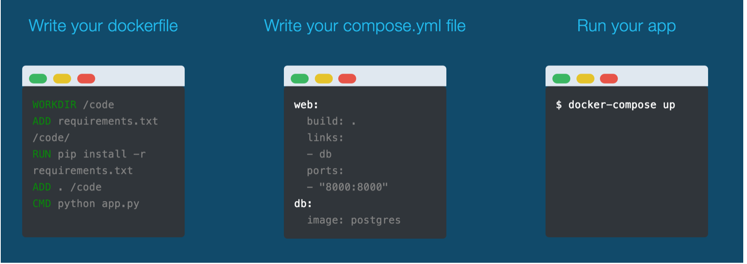 Write your dockerfile
WORKDIR /code
ADD requirements.txt
/code/
RUN pip install -r
requirements.txt
ADD . /code
CMD python app.py
Write your compose.yml file
web:
  build: .
  links:
  - db
  ports:
  - "8000:8000"
db:
  image: postgres
Run your app
$ docker-compose up